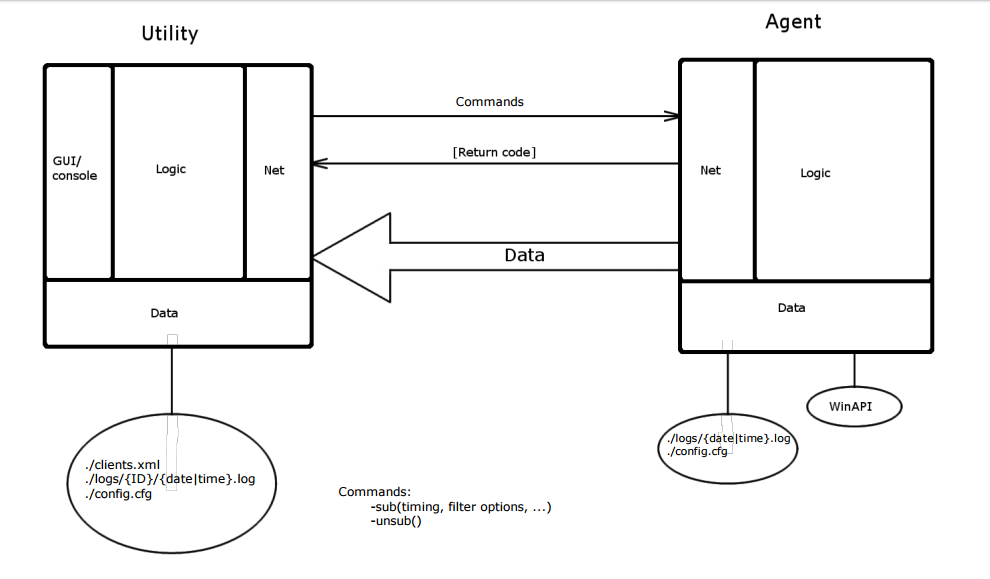 Utility
Agent
Commands
[Return code]
GUI/
console
Logic
Net
Net
Logic
Data
Data
Data
WinAPI
./logs/{date|time}.log
./config.cfg
./clients.xml
./logs/{ID}/{date|time}.log
./config.cfg
Commands:
-sub(timing, filter options, ...)
-unsub()